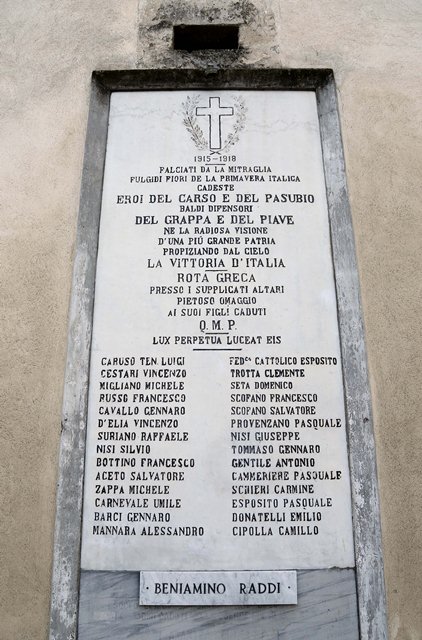 1915-1918
FALCIATI DA LA MITRAGLIA
FULGIDI FIORI DE LA PRIMAVERA ITALICA
CADESTE
EROI DEL CARSO E DEL PASUBIO
BALDI DIFENSORI
DEL GRAPPA E DEL PIAVE
NE LA RADIOSA VISIONE
D'UNA PIÚ GRANDE PATRIA
PROPIZIANDO DAL CIELO
LA VITTORIA D'ITALIA
ROTA GRECA
PRESSO I SUPPLICATI ALTARI
PIETOSO OMAGGIO
AI SUOI FIGLI CADUTI
Q. M. P.
LUX PERPETUA LUCEAT EIS
CARUSO TEN. LUIGI
CESTARI VINCENZO
MIGLIANO MICHELE
RUSSO FRANCESCO
CAVALLO GENNARO
D'ELIA VINCENZO
SURIANO RAFFAELE
NISI SILVIO
BOTTINO FRANCESCO
ACETO SALVATORE
ZAPPA MICHELE
CARNEVALE UMILE
BARCI GENNARO
MANNARA ALESSANDRO
FEDco CATTOLICO ESPOSITO
TROTTA CLEMENTE
SETA DOMENICO
SCOFANO FRANCESCO
SCOFANO SALVATORE
PROVENZANO PASQUALE
NISI GIUSEPPE
TOMMASO GENNARO
GENTILE ANTONIO
CAMMERIERE PASQUALE
SCHIERI CARMINE
ESPOSITO PASQUALE
DONATELLI EMILIO
CIPOLLA CAMILLO
BENIAMINO RADDI